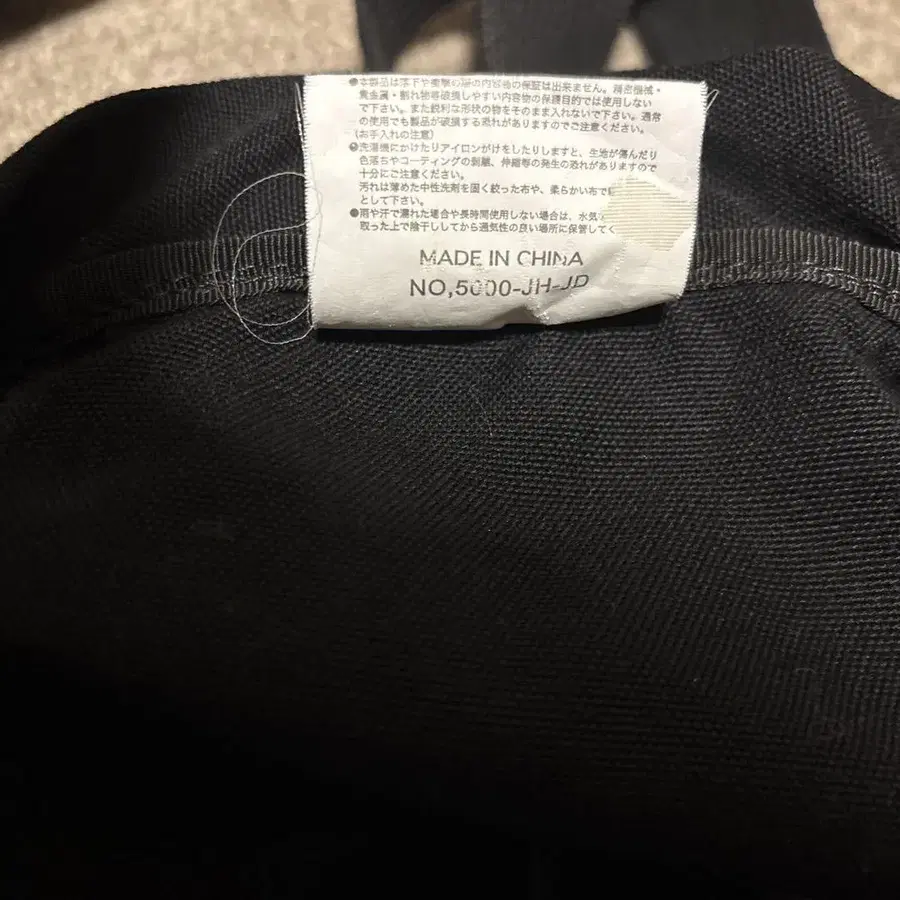 ●本製品は落下や衝撃の際の内容物の保証は出来ません。精密機械・
貴金属・割れ物等破損しやすい内容物の保護目的では使用しない
で下さい。また鋭利な形状の物をそのまま入れないで下さい。通常
の使用でも製品が破損する恐れがありますのでご注意ください。
(お手入れの注意)
●洗濯機にかけたりアイロンがけをしたりしますと、生地が傷んだり
色落ちやコーティングの剥離、伸縮等の発生の恐れがありますので
十分にご注意ください。
汚れは薄めた中性洗剤を固く絞った布や、柔らかい布で
として下さい。
●雨や汗で濡れた場合や長時間使用しない場合は、水気
取った上で陰干ししてから通気性の良い場所に保管してく
MADE IN CHINA
NO,5000-JH-JD